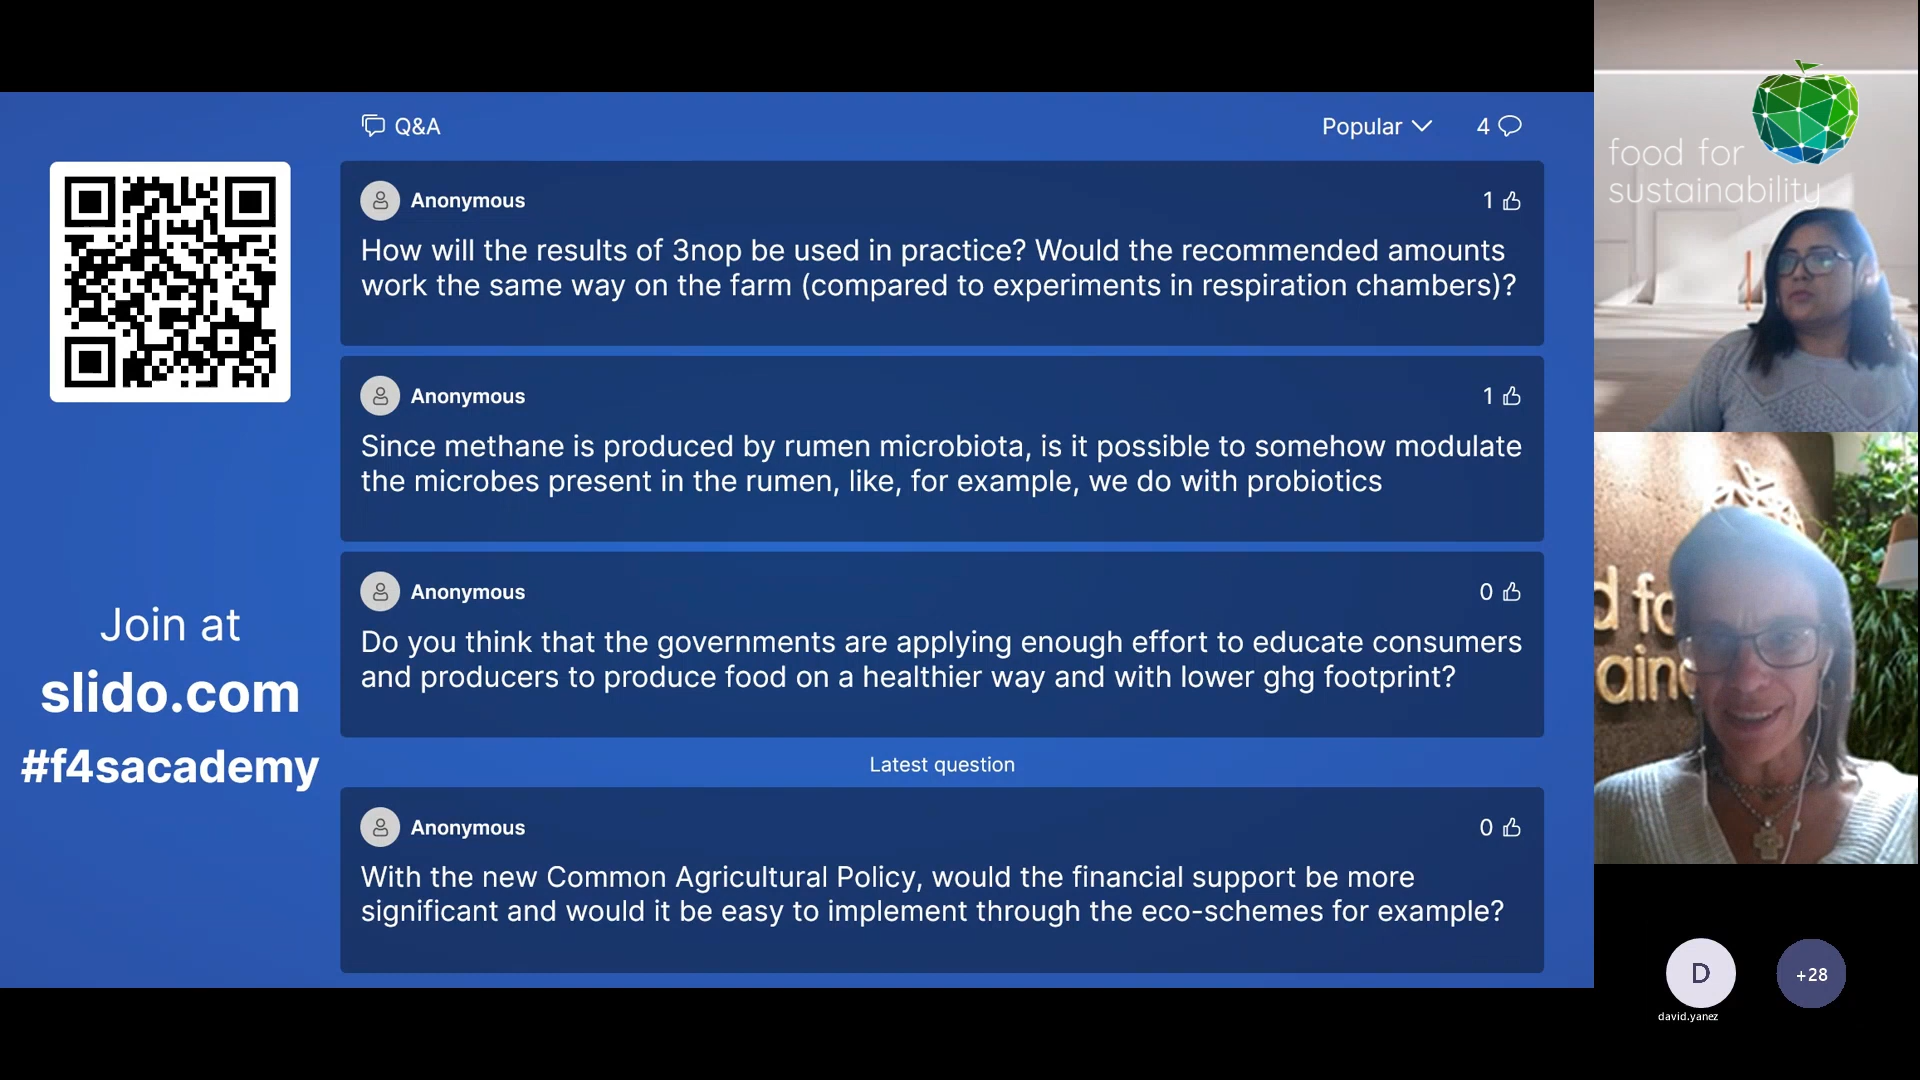 Q&A
Popular
4
Anonymous
1
How will the results of 3nop be used in practice? Would the recommended amounts
work the same way on the farm (compared to experiments in respiration chambers)?
Anonymous
1
Since methane is produced by rumen microbiota, is it possible to somehow modulate
the microbes present in the rumen, like, for example, we do with probiotics
Anonymous
0
Do you think that the governments are applying enough effort to educate consumers
and producers to produce food on a healthier way and with lower ghg footprint?
Latest question
Anonymous
0
With the new Common Agricultural Policy, would the financial support be more
significant and would it be easy to implement through the eco-schemes for example?
Join at
slido.com
#f4sacademy
food for
sustainability
d fo
aina
D
david.yanez
+28